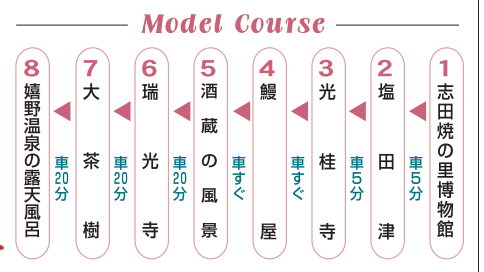 Model Course
1
志田焼の里博物館
車5分
2
塩田津
車5分
3
光桂寺
車すぐ
4
鰻屋
車すぐ
5
酒蔵の風景
車20分
6
瑞光寺
車20分
7
大茶樹
車20分
8
嬉野温泉の露天風呂